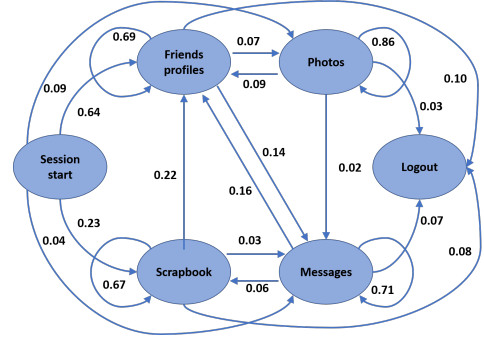 0.69
Friends
profiles
0.07
0.09
Photos
0.86
0.09
0.64
0.10
0.03
Session
start
0.22
0.14
0.16
0.02
Logout
0.23
0.04
0.03
0.07
0.08
Scrapbook
0.67
0.06
Messages
0.71